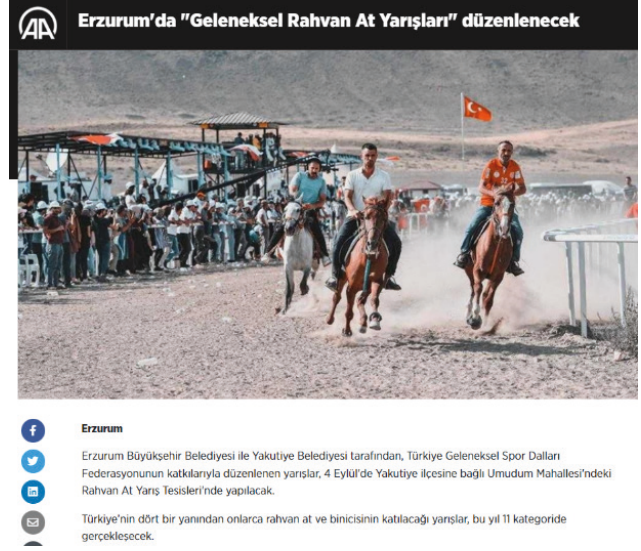 AA
Erzurum'da "Geleneksel Rahvan At Yarışları" düzenlenecek
Erzurum
Erzurum Büyükşehir Belediyesi ile Yakutiye Belediyesi tarafından, Türkiye Geleneksel Spor Dalları
Federasyonunun katkılarıyla düzenlenen yarışlar, 4 Eylül'de Yakutiye ilçesine bağlı Umudum Mahallesi'ndeki
Rahvan At Yarış Tesisleri'nde yapılacak.
Türkiye'nin dört bir yanından onlarca rahvan at ve binicisinin katılacağı yarışlar, bu yıl 11 kategoride
gerçekleşecek.